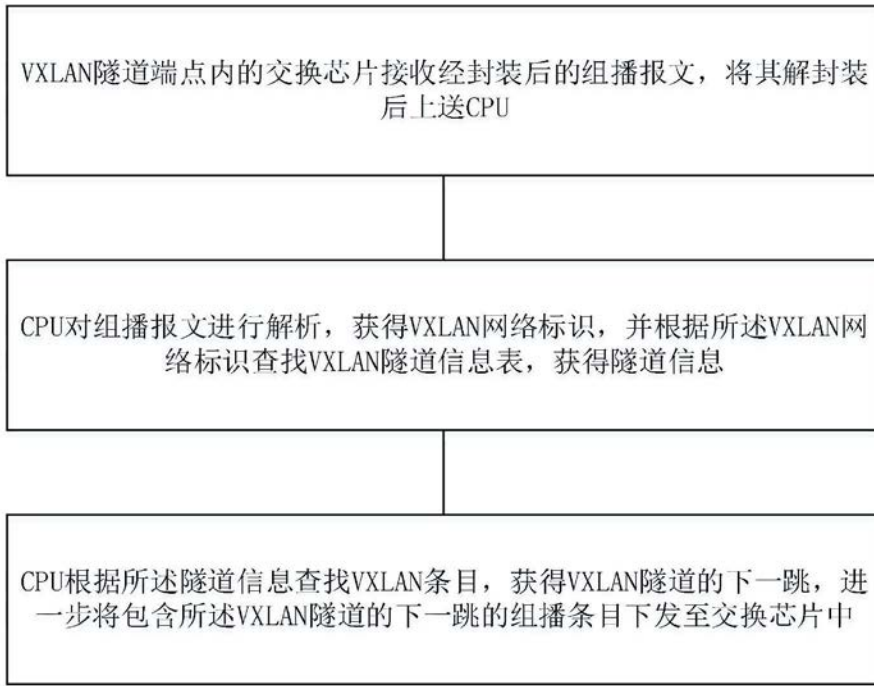 VXLAN隧道端点内的交换芯片接收经封装后的组播报文，将其解封装
后上送CPU
CPU对组播报文进行解析，获得VXLAN网络标识，并根据所述VXLAN网
络标识查找VXLAN隧道信息表，获得隧道信息
CPU根据所述隧道信息查找VXLAN条目，获得VXLAN隧道的下一跳，进
一步将包含所述VXLAN隧道的下一跳的组播条目下发至交换芯片中